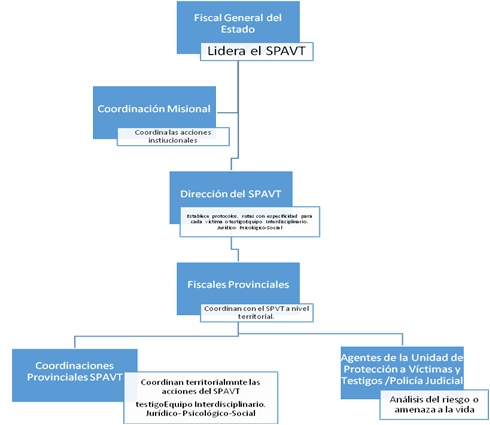 Fiscal General del
Estado
Lidera el SPAVT
Coordinación Misional
Coordina las acciones
instiucionales
Dirección del SPAVT
Establece protocolos, rutas con especificidad para
cada víctima o testigoEquipo Interdisciplinario.
Jurídico- Psicológico-Social
Fiscales Provinciales
Coordinan con el SPVT a nivel
territorial.
Coordinaciones
Provinciales SPAVT
Coordinan territorialmnte las
acciones del SPAVT
testigoEquipo Interdisciplinario.
Jurídico- Psicológico-Social
Agentes de la Unidad de
Protección a Víctimas y
Testigos /Policía Judicial
Análisis del riesgo o
amenaza a la vida